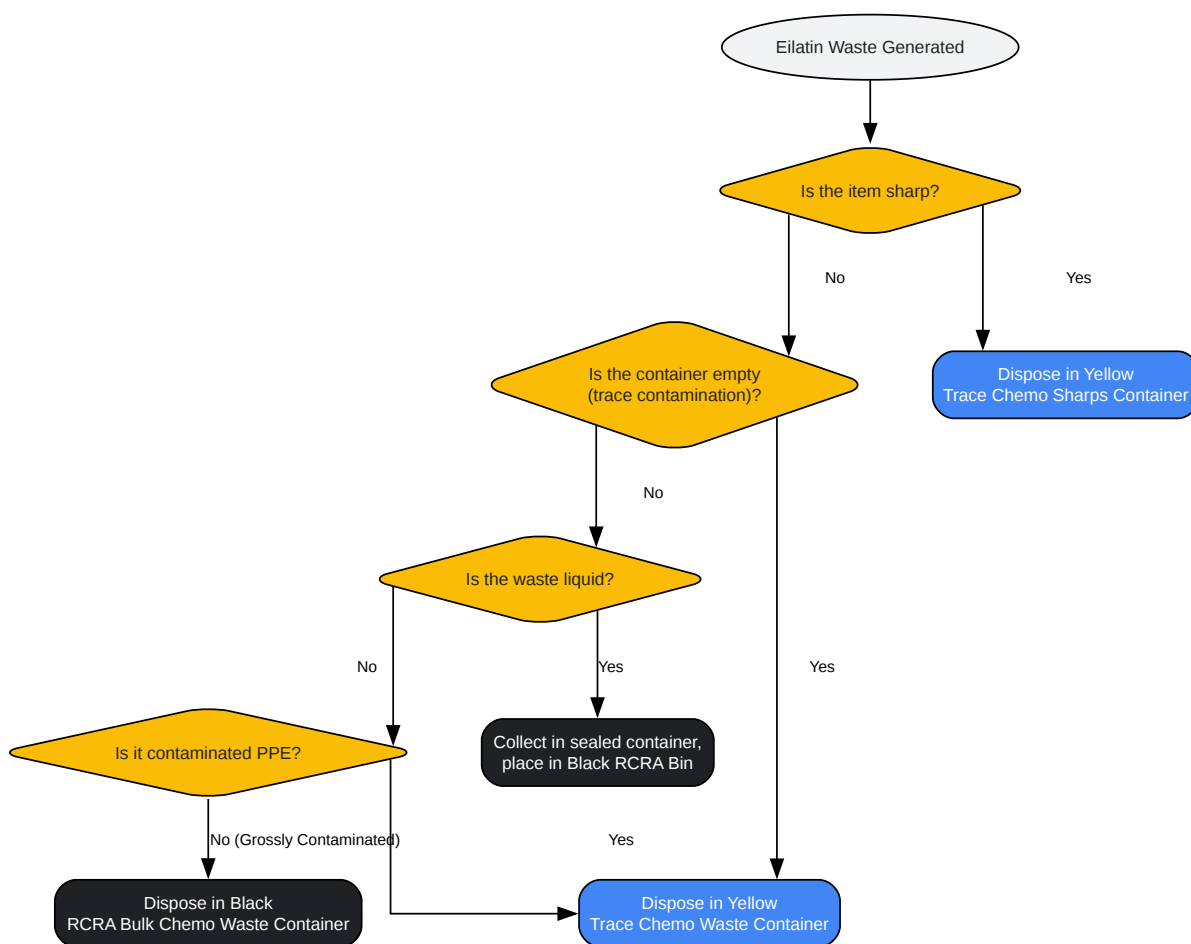 Eilatin Waste Generated
Is the item sharp?
No
Yes
Is the container empty
(trace contamination)?
Dispose in Yellow
Trace Chemo Sharps Container
No
Is the waste liquid?
No
Yes
Yes
Is it contaminated PPE?
Collect in sealed container,
place in Black RCRA Bin
No (Grossly Contaminated)
Yes
Dispose in Black
RCRA Bulk Chemo Waste Container
Dispose in Yellow
Trace Chemo Waste Container